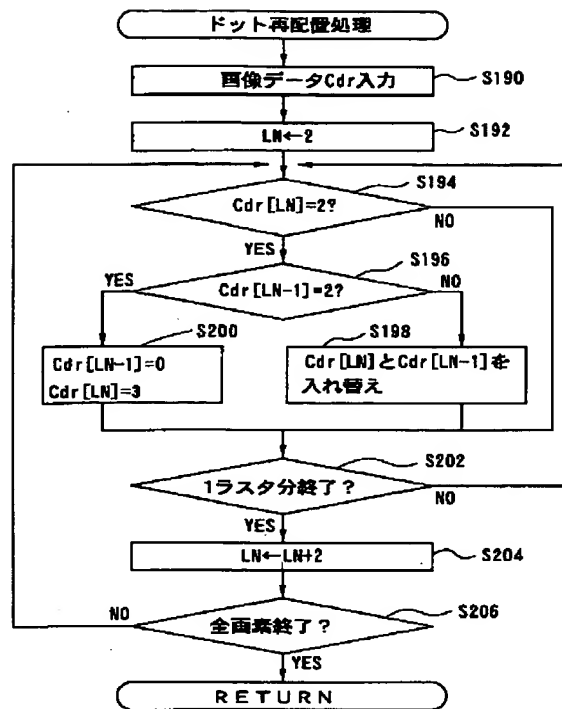 ドット再配置処理
画像データCdr入力
S190
LN←2
S192
S194
Cdr[LN]=2?
NO
YES
S196
YES
Cdr[LN-1]=2?
NO
S200
Cdr[LN-1]=0
Cdr[LN]=3
S198
Cdr[LN]とCdr[LN-1]を
入れ替え
S202
1ラスタ分終了?
NO
YES
LN←LN+2
S204
S206
NO
全画素終了?
YES
RETURN